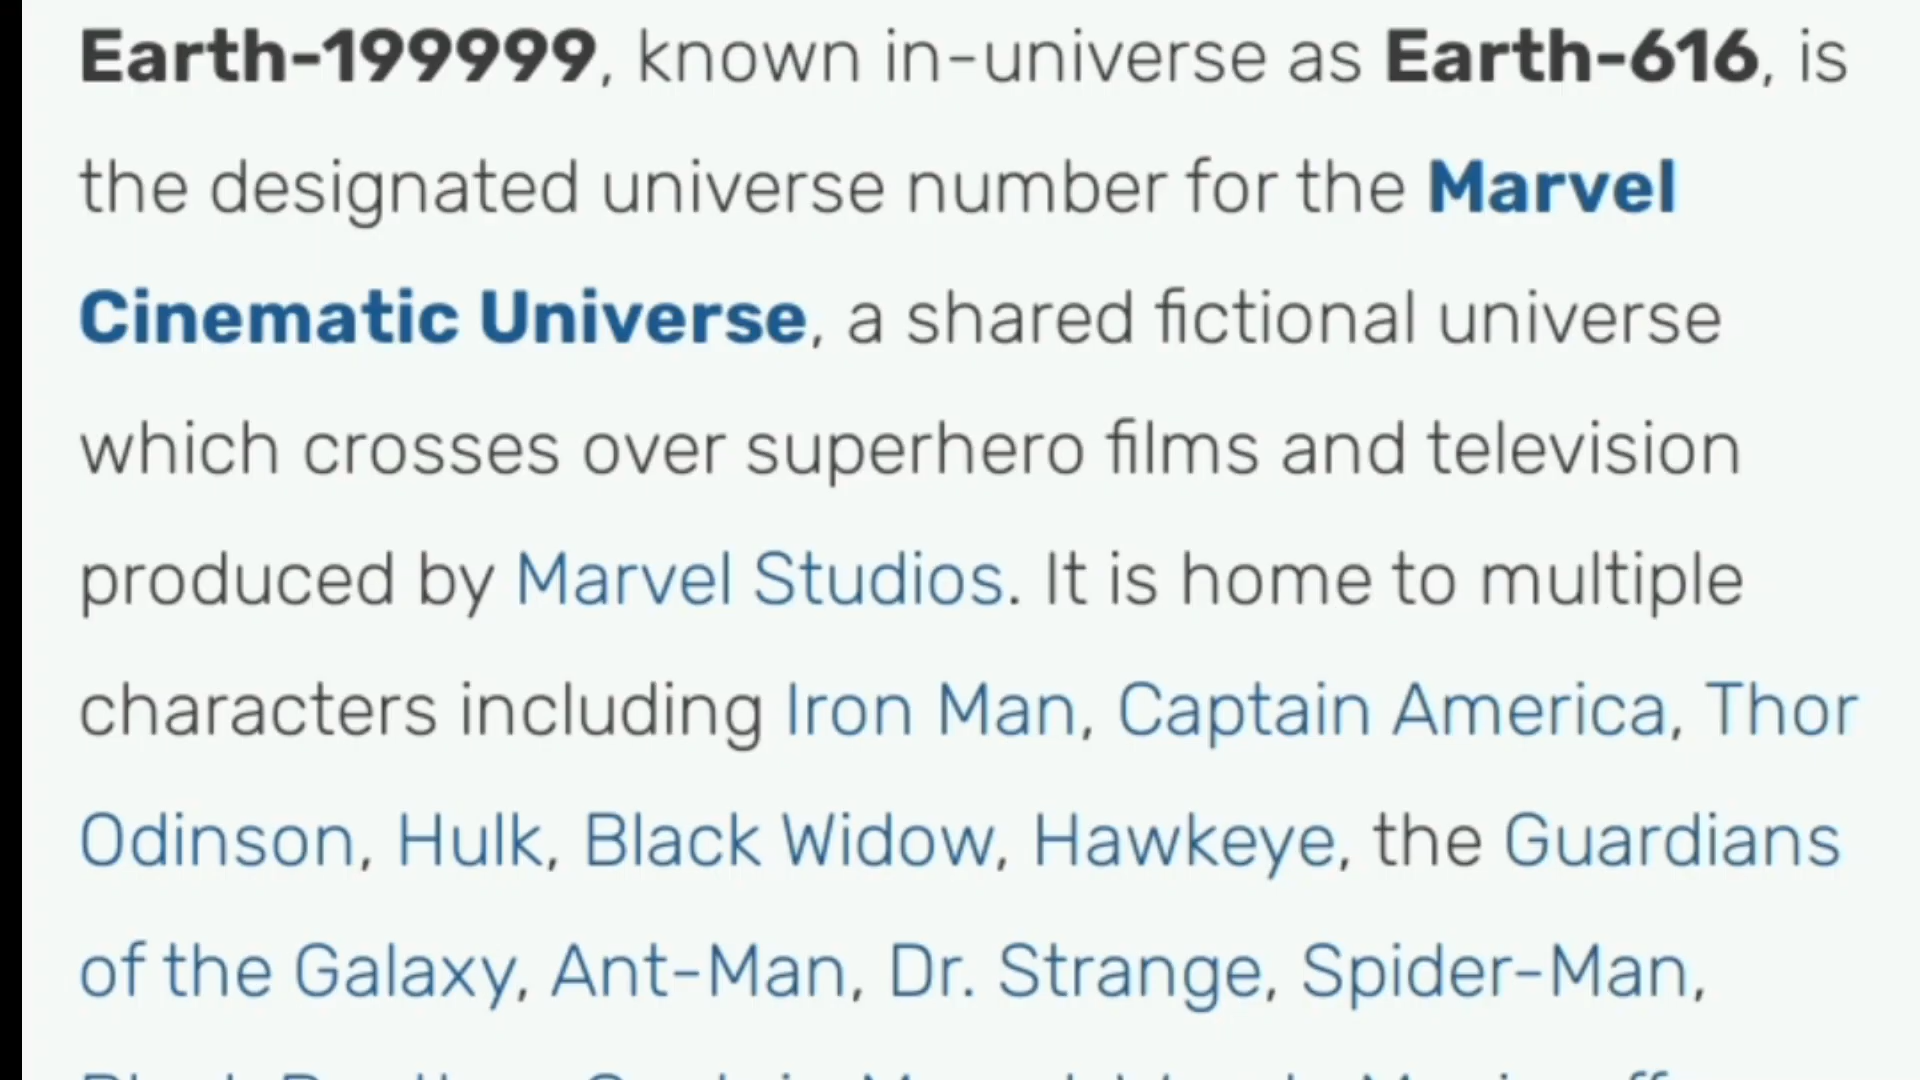 Earth-199999, known in-universe as Earth-616, is
the designated universe number for the Marvel
Cinematic Universe, a shared fictional universe
which crosses over superhero films and television
produced by Marvel Studios. It is home to multiple
characters including Iron Man, Captain America, Thor
Odinson, Hulk, Black Widow, Hawkeye, the Guardians
of the Galaxy, Ant-Man, Dr. Strange, Spider-Man,